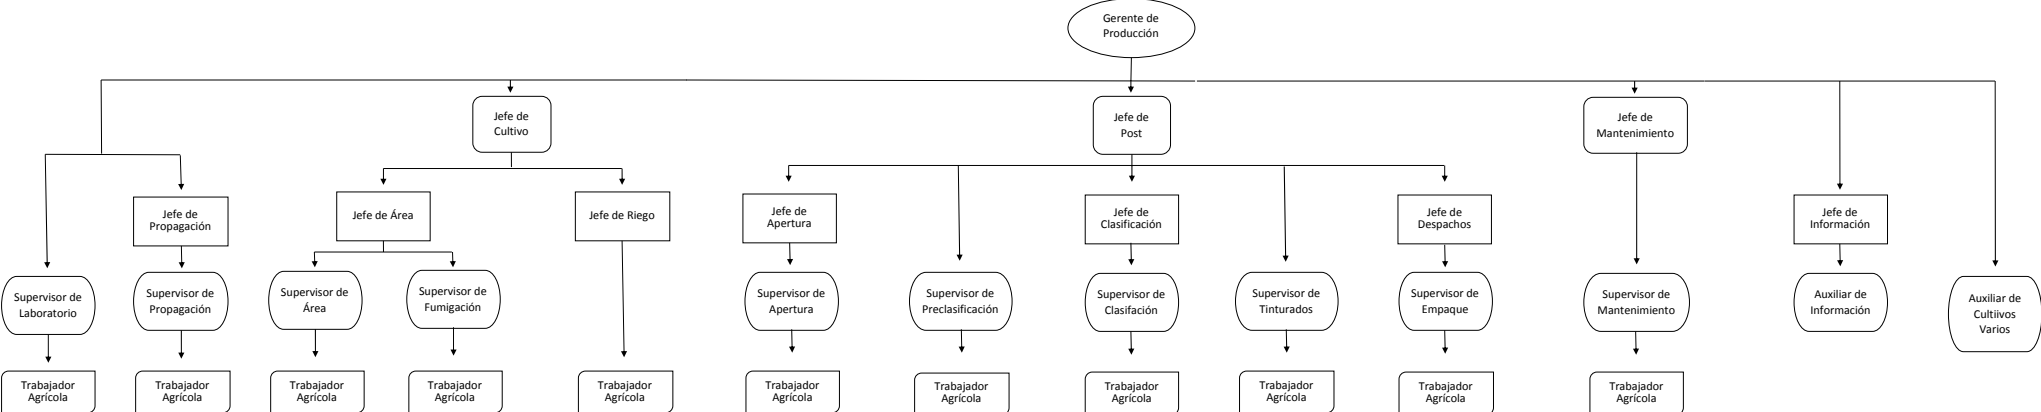 Gerente de
Producción
Jefe de
Cultivo
Jefe de
Post
Jefe de
Mantenimiento
Jefe de
Propagación
Jefe de Área
Jefe de Riego
Jefe de
Apertura
Jefe de
Clasificación
Jefe de
Despachos
Jefe de
Información
Supervisor de
Laboratorio
Supervisor de
Propagación
Supervisor de
Área
Supervisor de
Fumigación
Supervisor de
Apertura
Supervisor de
Preclasificación
Supervisor de
Clasifación
Supervisor de
Tinturados
Supervisor de
Empaque
Supervisor de
Mantenimiento
Auxiliar de
Información
Auxiliar de
Cultiivos
Varios
Trabajador
Agrícola
Trabajador
Agrícola
Trabajador
Agrícola
Trabajador
Agrícola
Trabajador
Agrícola
Trabajador
Agrícola
Trabajador
Agrícola
Trabajador
Agrícola
Trabajador
Agrícola
Trabajador
Agrícola
Trabajador
Agrícola